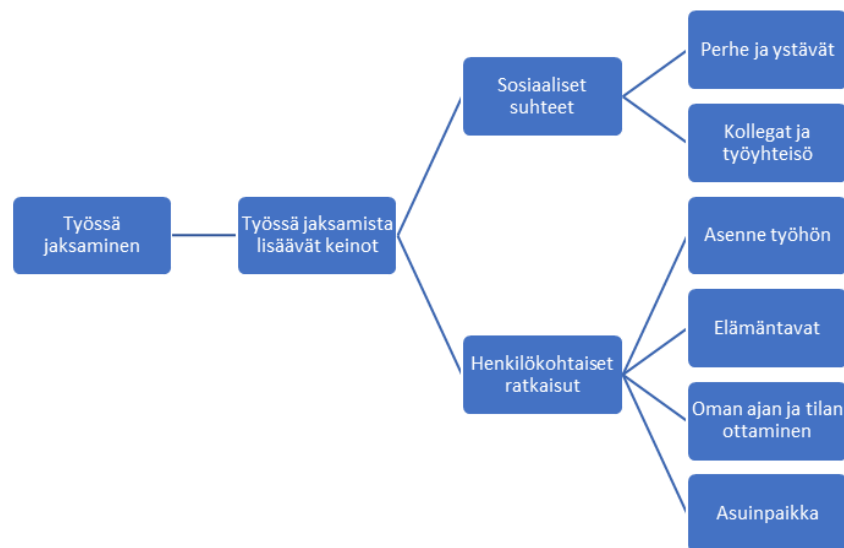 Työssä
jaksaminen
Työssä jaksamista
lisäävät keinot
Sosiaaliset
suhteet
Perhe ja ystävät
Kollegat ja
työyhteisö
Henkilökohtaiset
ratkaisut
Asenne työhön
Elämäntavat
Oman ajan ja tilan
ottaminen
Asuinpaikka